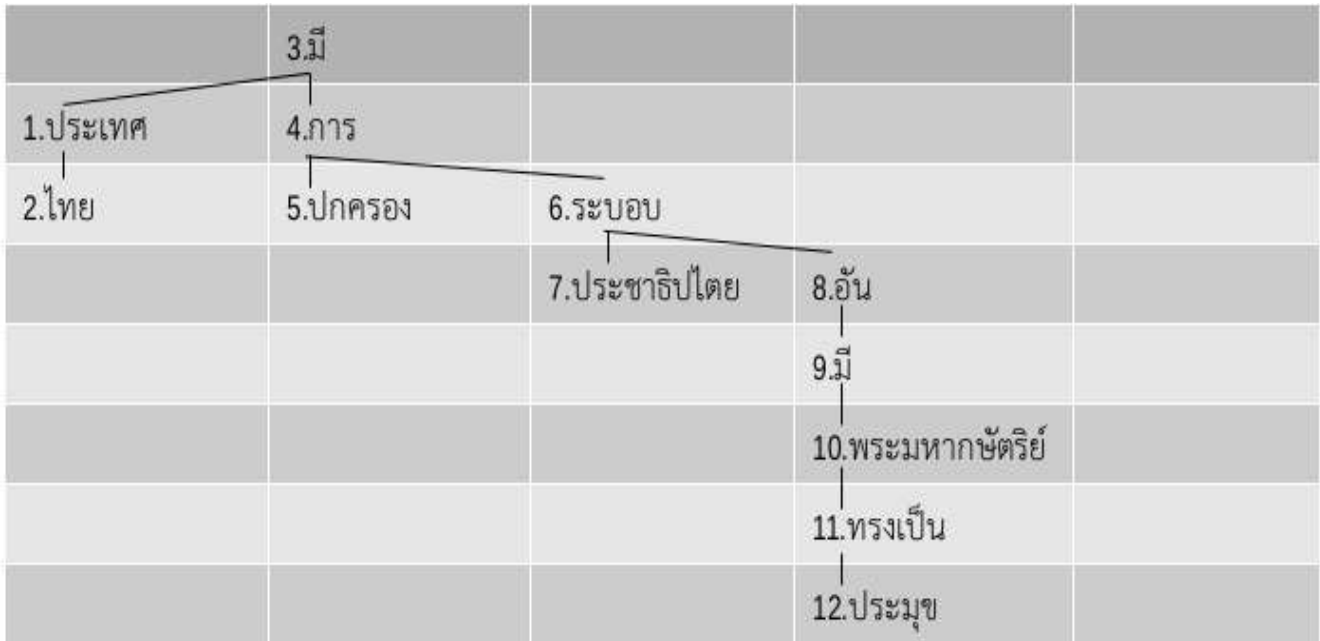 3.มี
1.ประเทศ 4.การ
2.ไทย 5.ปกครอง 6.ระบอบ
7.ประชาธิปไตย 8.อัน
9.มี
10.พระมหากษัตริย์
11.ทรงเป็น
12.ประมุข